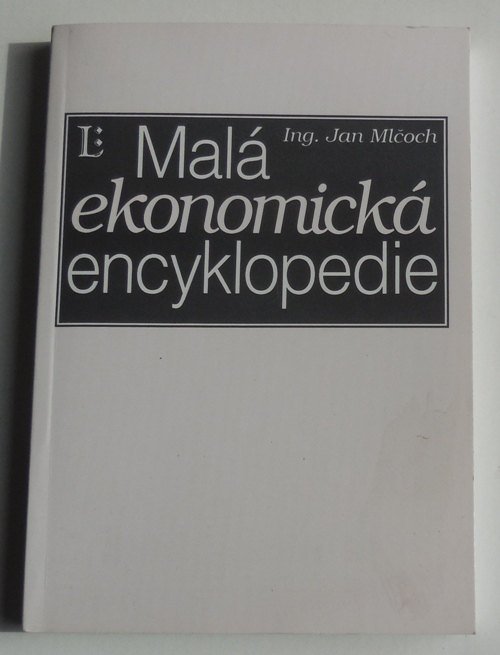 Ing. Jan Mlčoch
Malá
ekonomická
encyklopedie